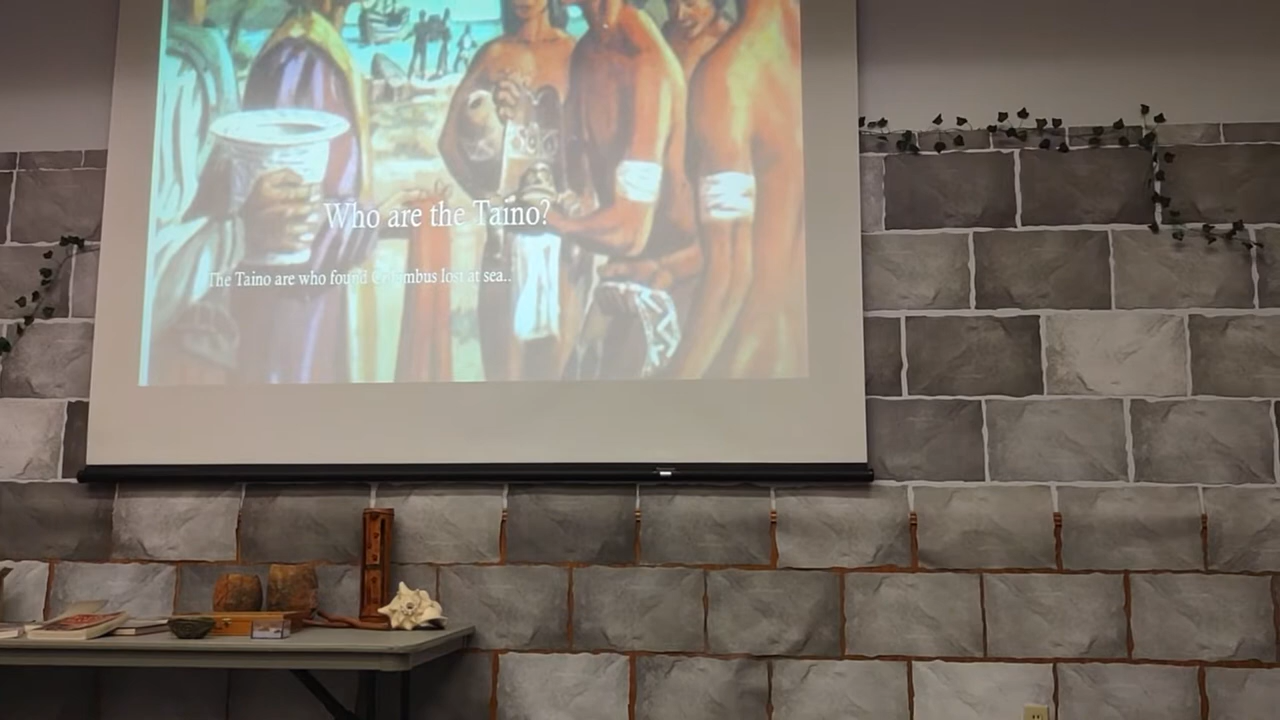 Who are the Taino?
The Taino are who found Columbus lost at sea..